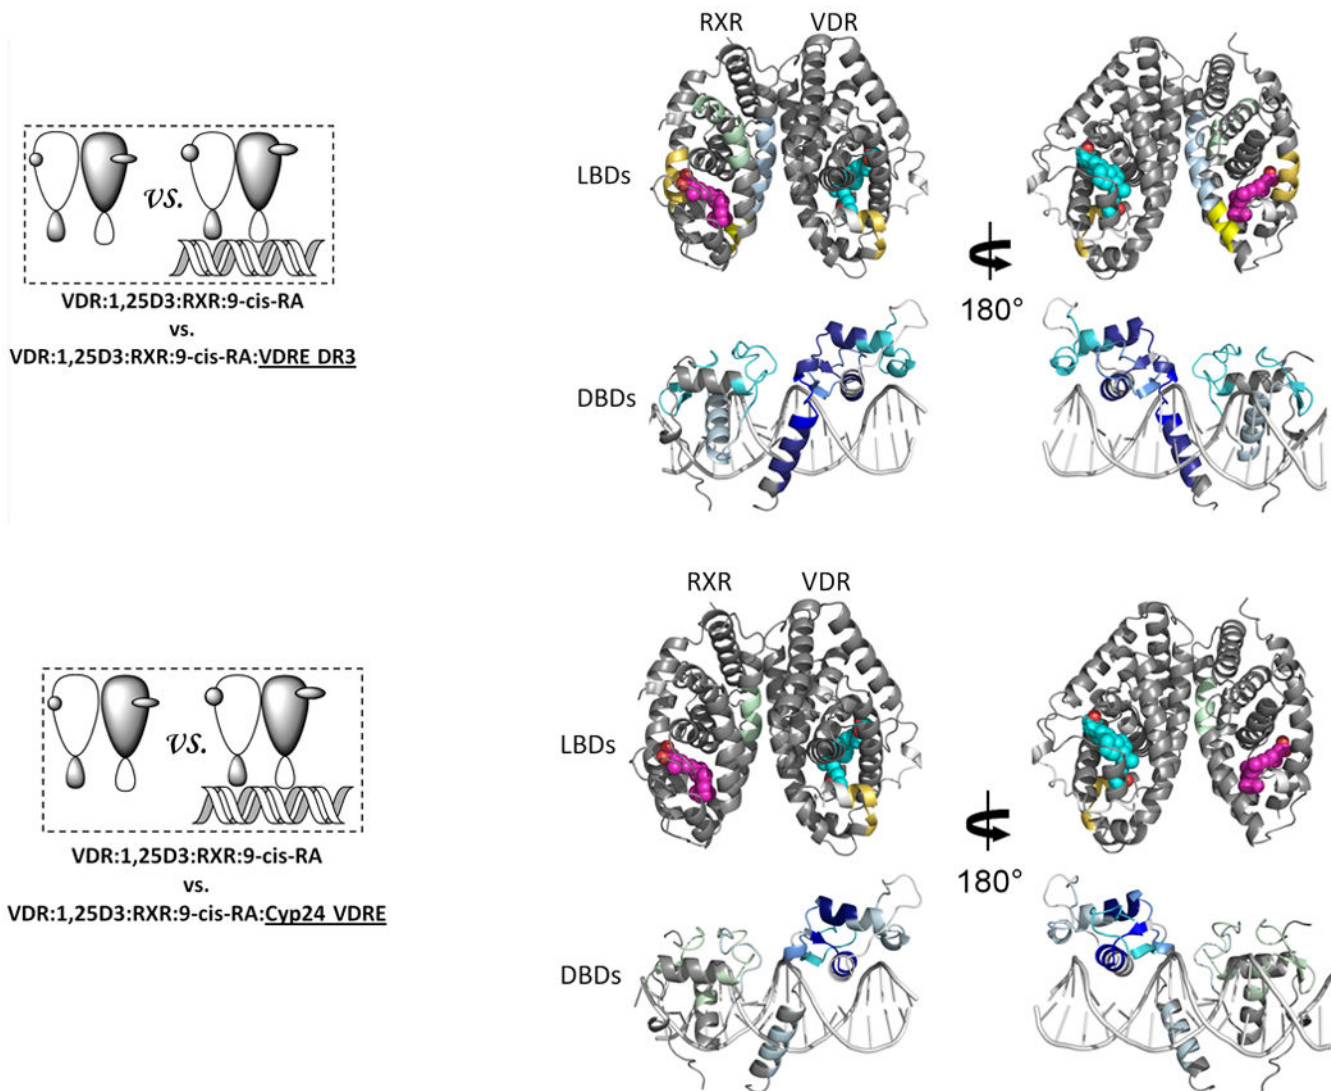 RXR
VDR
LBDs
vs.
VDR:1,25D3:RXR:9-cis-RA
vs.
VDR:1,25D3:RXR:9-cis-RA:VDRE DR3
180°
DBDs
RXR
VDR
LBDs
vs.
VDR:1,25D3:RXR:9-cis-RA
vs.
VDR:1,25D3:RXR:9-cis-RA:Cyp24 VDRE
180°
DBDs